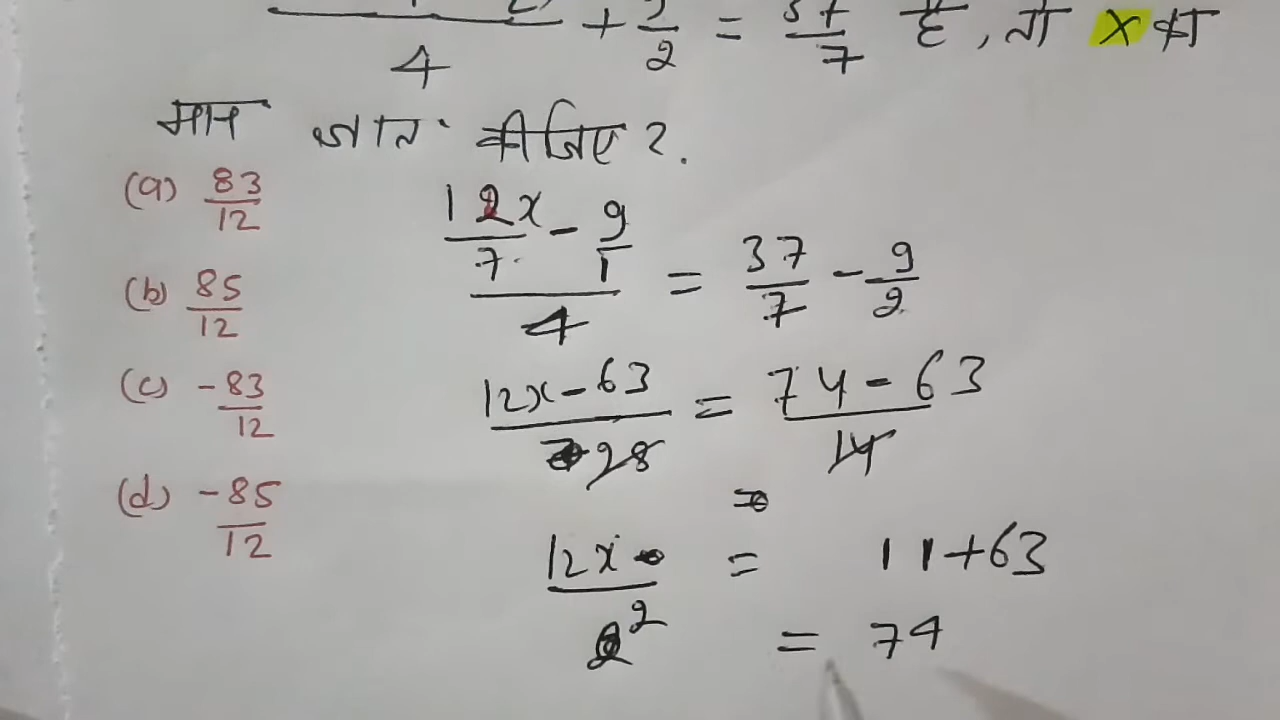 4 + 9/2 = 37/7 है, तो x का
मान ज्ञात कीजिए ?.
(a) 83/12
(b) 85/12
(c) -83/12
(d) -85/12
12x/7 - 9/1
4
= 37/7 - 9/2
12x - 63 / 28 = 74 - 63 / 14
12x / 2 = 11 + 63
= 74